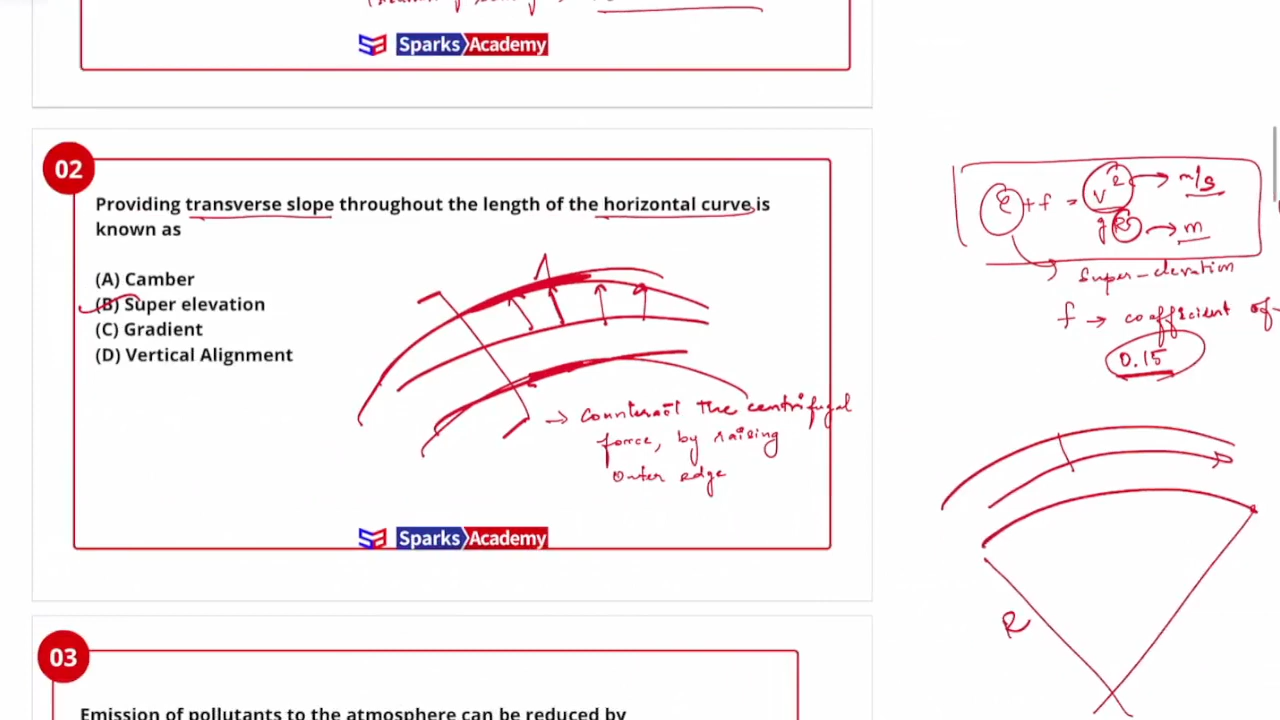 Sparks Academy
02
Providing transverse slope throughout the length of the horizontal curve is
known as
(A) Camber
(B) Super elevation
(C) Gradient
(D) Vertical Alignment
→ Counteract the centrifugal
force, by raising
outer edge
Sparks Academy
e + f = v² → m/s
gR → m
Super-elevation
f → coefficient of
0.15
R
03
Emission of pollutants to the atmosphere can be reduced by